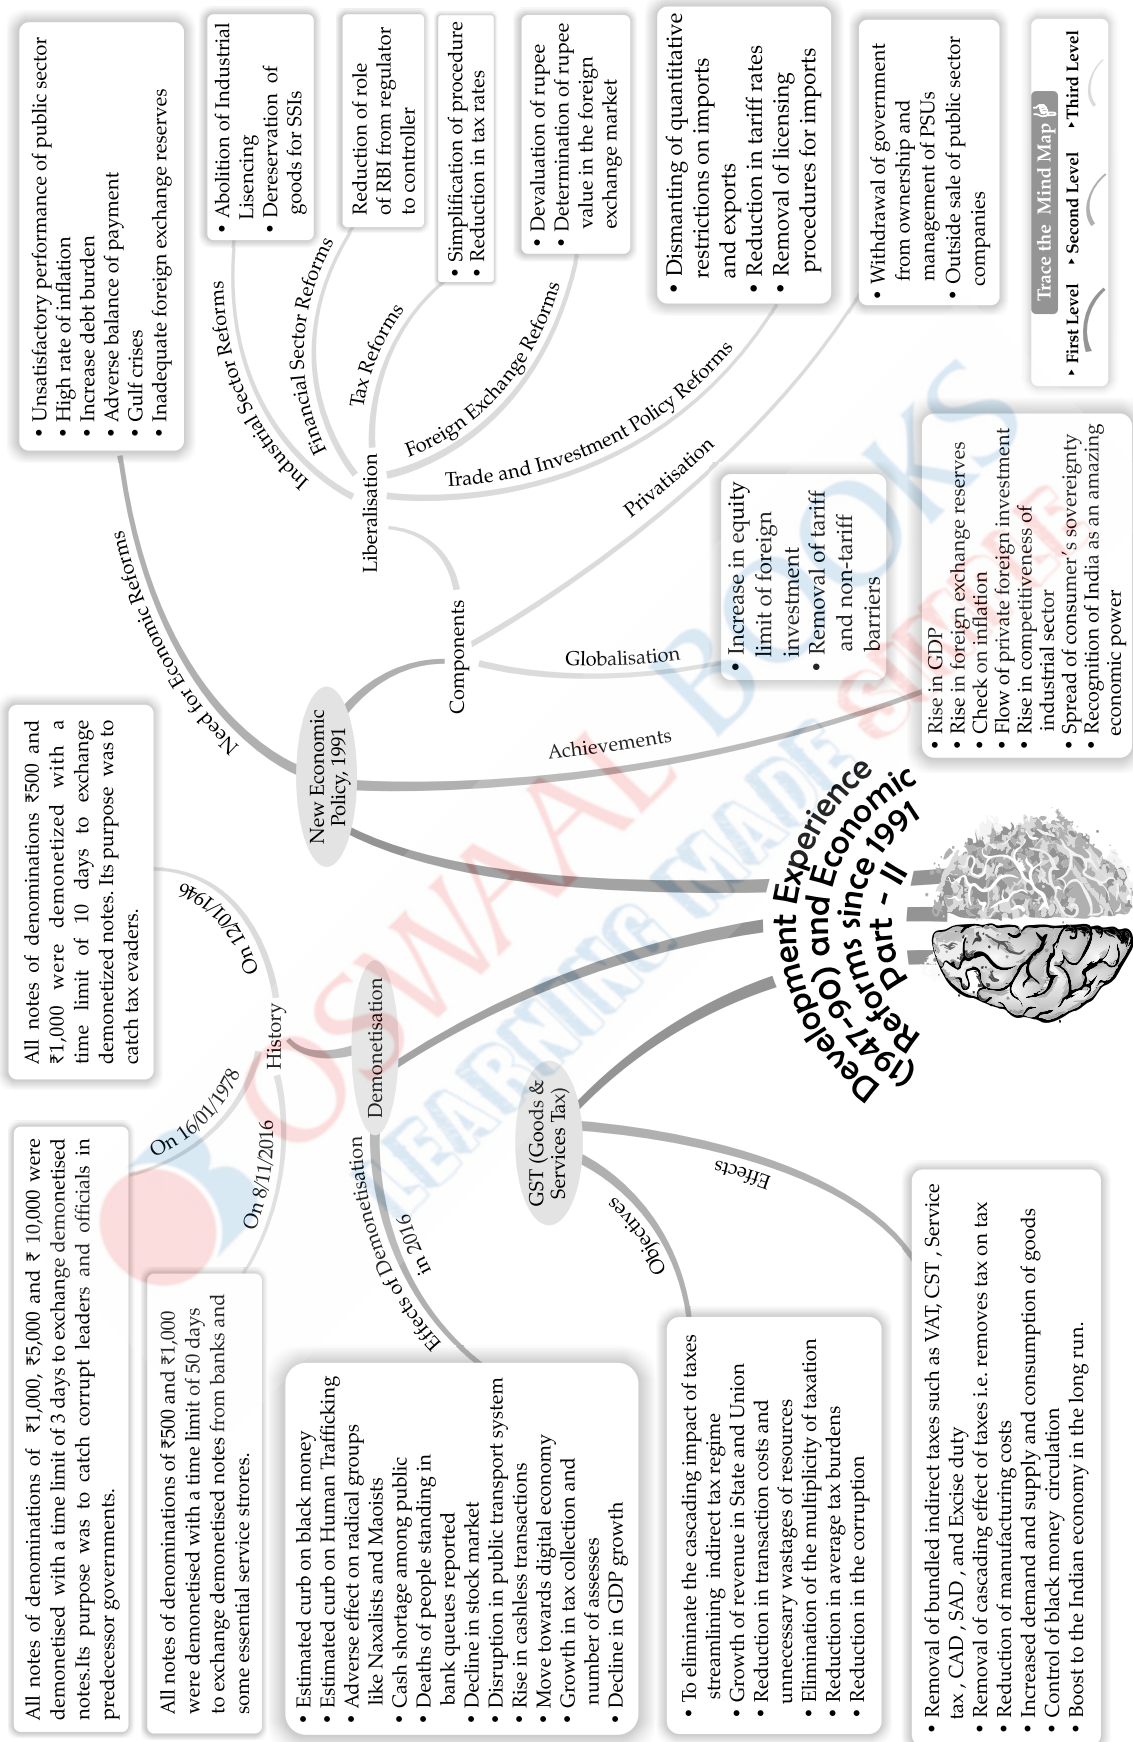 Development Experience
(1947-90) and Economic
Reforms since 1991
Part - II
New Economic
Policy, 1991
Need for Economic Reforms
• Unsatisfactory performance of public sector
• High rate of inflation
• Increase debt burden
• Adverse balance of payment
• Gulf crises
• Inadequate foreign exchange reserves
Components
Liberalisation
Industrial Sector Reforms
• Abolition of Industrial
Lisencing
• Dereservation of
goods for SSIs
Financial Sector Reforms
Reduction of role
of RBI from regulator
to controller
Tax Reforms
• Simplification of procedure
• Reduction in tax rates
Foreign Exchange Reforms
• Devaluation of rupee
• Determination of rupee
value in the foreign
exchange market
Trade and Investment Policy Reforms
• Dismanting of quantitative
restrictions on imports
and exports
• Reduction in tariff rates
• Removal of licensing
procedures for imports
Privatisation
• Withdrawal of government
from ownership and
management of PSUs
• Outside sale of public sector
companies
Globalisation
• Increase in equity
limit of foreign
investment
• Removal of tariff
and non-tariff
barriers
Achievements
• Rise in GDP
• Rise in foreign exchange reserves
• Check on inflation
• Flow of private foreign investment
• Rise in competitiveness of
industrial sector
• Spread of consumer's sovereignty
• Recognition of India as an amazing
economic power
Trace the Mind Map
First Level
Second Level
Third Level
Demonetisation
History
On 12/01/1946
All notes of denominations ₹500 and
₹1,000 were demonetized with a
time limit of 10 days to exchange
demonetized notes. Its purpose was to
catch tax evaders.
On 16/01/1978
All notes of denominations of ₹1,000, ₹5,000 and ₹ 10,000 were
demonetised with a time limit of 3 days to exchange demonetised
notes.Its purpose was to catch corrupt leaders and officials in
predecessor governments.
On 8/11/2016
All notes of denominations of ₹500 and ₹1,000
were demonetised with a time limit of 50 days
to exchange demonetised notes from banks and
some essential service strores.
Effects of Demonetisation
in 2016
• Estimated curb on black money
• Estimated curb on Human Trafficking
• Adverse effect on radical groups
like Naxalists and Maoists
• Cash shortage among public
• Deaths of people standing in
bank queues reported
• Decline in stock market
• Disruption in public transport system
• Rise in cashless transactions
• Move towards digital economy
• Growth in tax collection and
number of assesses
• Decline in GDP growth
GST (Goods &
Services Tax)
Objectives
• To eliminate the cascading impact of taxes
streamlining indirect tax regime
• Growth of revenue in State and Union
• Reduction in transaction costs and
unnecessary wastages of resources
• Elimination of the multiplicity of taxation
• Reduction in average tax burdens
• Reduction in the corruption
Effects
• Removal of bundled indirect taxes such as VAT, CST , Service
tax , CAD , SAD , and Excise duty
• Removal of cascading effect of taxes i.e. removes tax on tax
• Reduction of manufacturing costs
• Increased demand and supply and consumption of goods
• Control of black money circulation
• Boost to the Indian economy in the long run.
OSWAAL BOOKS
LEARNING MADE SIMPLE